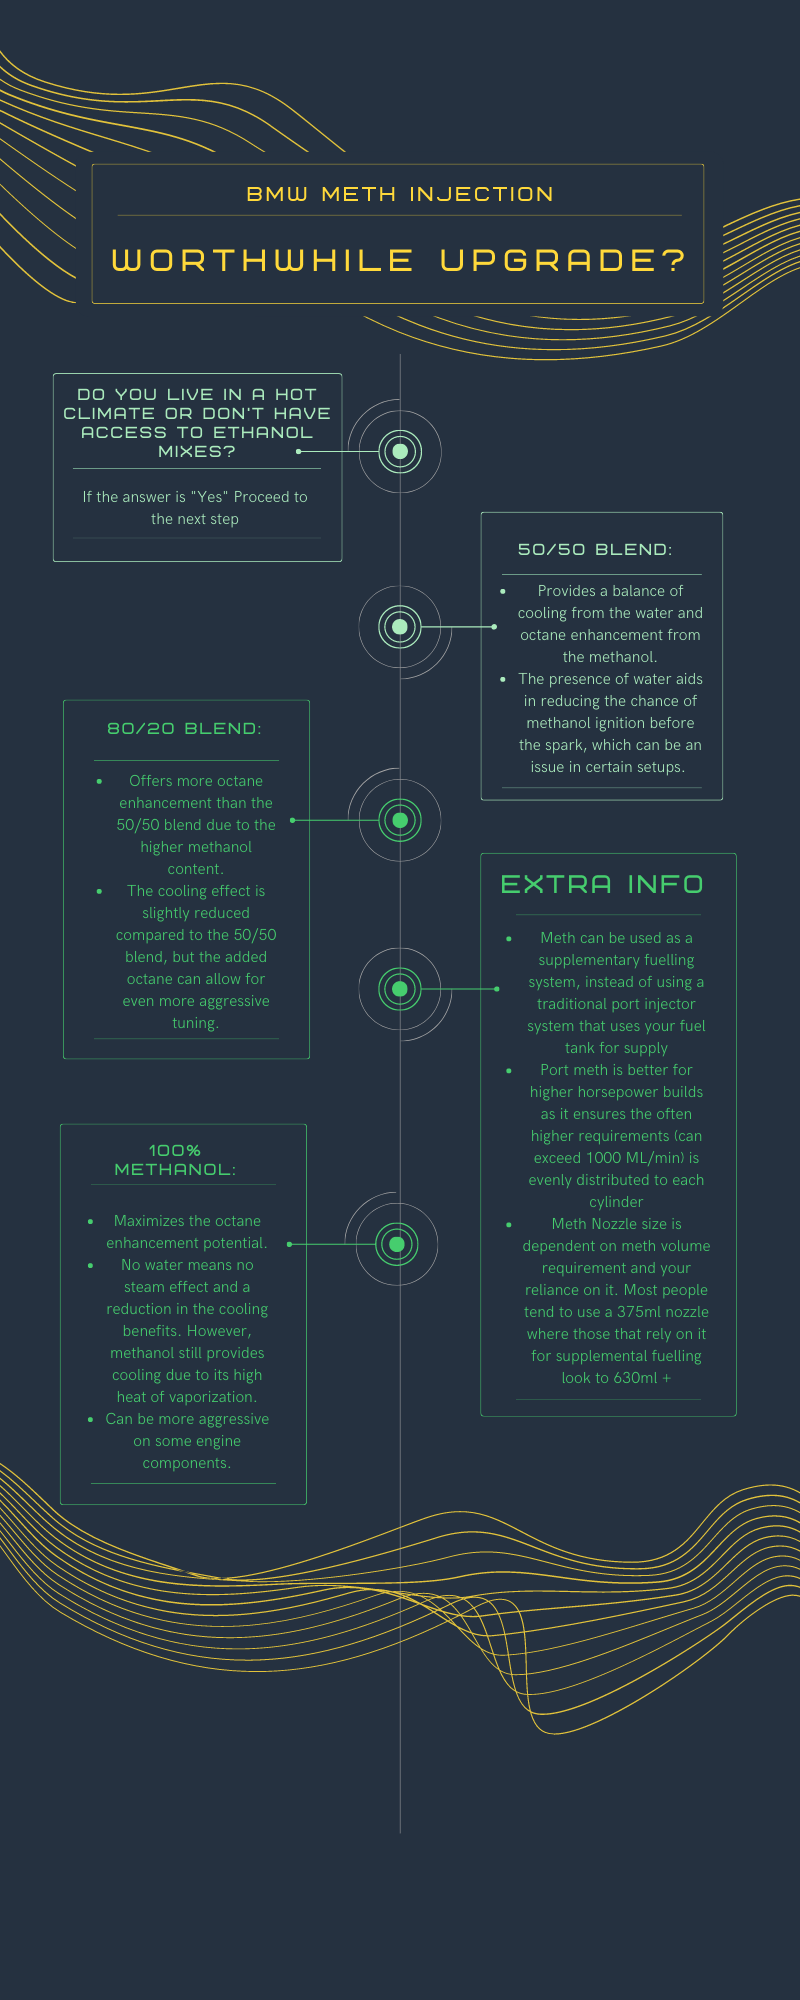 BMW METH INJECTION
WORTHWHILE UPGRADE?
DO YOU LIVE IN A HOT
CLIMATE OR DON'T HAVE
ACCESS TO ETHANOL
MIXES?
If the answer is "Yes" Proceed to
the next step
50/50 BLEND:
• Provides a balance of
cooling from the water and
octane enhancement from
the methanol.
• The presence of water aids
in reducing the chance of
methanol ignition before
the spark, which can be an
issue in certain setups.
80/20 BLEND:
• Offers more octane
enhancement than the
50/50 blend due to the
higher methanol
content.
• The cooling effect is
slightly reduced
compared to the 50/50
blend, but the added
octane can allow for
even more aggressive
tuning.
EXTRA INFO
• Meth can be used as a
supplementary fuelling
system, instead of using a
traditional port injector
system that uses your fuel
tank for supply
• Port meth is better for
higher horsepower builds
as it ensures the often
higher requirements (can
exceed 1000 ML/min) is
evenly distributed to each
cylinder
• Meth Nozzle size is
dependent on meth volume
requirement and your
reliance on it. Most people
tend to use a 375ml nozzle
where those that rely on it
for supplemental fuelling
look to 630ml +
100%
METHANOL:
• Maximizes the octane
enhancement potential.
• No water means no
steam effect and a
reduction in the cooling
benefits. However,
methanol still provides
cooling due to its high
heat of vaporization.
• Can be more aggressive
on some engine
components.